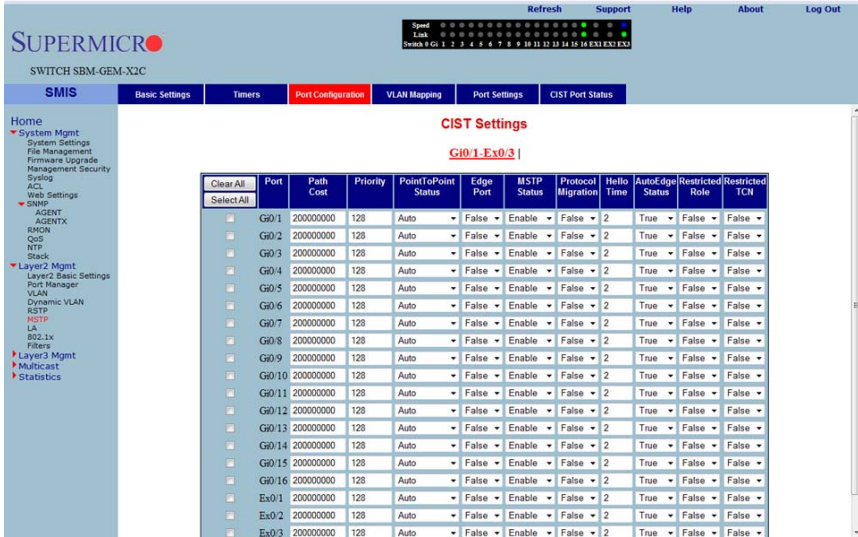 Refresh Support Help About Log Out
Speed
Link
Switch 0 Gi 1 2 3 4 5 6 7 8 9 10 11 12 13 14 15 16 EX1 EX2 EX3
SUPERMICRO
SWITCH SBM-GEM-X2C
SMIS Basic Settings Timers Port Configuration VLAN Mapping Port Settings CIST Port Status
Home
System Mgmt
System Settings
File Management
Firmware Upgrade
Management Security
Syslog
ACL
Web Settings
SNMP
AGENT
AGENTX
RMON
QoS
NTP
Stack
Layer2 Mgmt
Layer2 Basic Settings
Port Manager
VLAN
Dynamic VLAN
RSTP
MSTP
LA
802.1x
Filters
Layer3 Mgmt
Multicast
Statistics
CIST Settings
Gi0/1-Ex0/3 |
Clear All Port Path Cost Priority PointToPoint Status Edge Port MSTP Status Protocol Migration Hello Time AutoEdge Status Restricted Role Restricted TCN
Select All
Gi0/1 200000000 128 Auto False Enable False 2 True False False
Gi0/2 200000000 128 Auto False Enable False 2 True False False
Gi0/3 200000000 128 Auto False Enable False 2 True False False
Gi0/4 200000000 128 Auto False Enable False 2 True False False
Gi0/5 200000000 128 Auto False Enable False 2 True False False
Gi0/6 200000000 128 Auto False Enable False 2 True False False
Gi0/7 200000000 128 Auto False Enable False 2 True False False
Gi0/8 200000000 128 Auto False Enable False 2 True False False
Gi0/9 200000000 128 Auto False Enable False 2 True False False
Gi0/10 200000000 128 Auto False Enable False 2 True False False
Gi0/11 200000000 128 Auto False Enable False 2 True False False
Gi0/12 200000000 128 Auto False Enable False 2 True False False
Gi0/13 200000000 128 Auto False Enable False 2 True False False
Gi0/14 200000000 128 Auto False Enable False 2 True False False
Gi0/15 200000000 128 Auto False Enable False 2 True False False
Gi0/16 200000000 128 Auto False Enable False 2 True False False
Ex0/1 200000000 128 Auto False Enable False 2 True False False
Ex0/2 200000000 128 Auto False Enable False 2 True False False
Ex0/3 200000000 128 Auto False Enable False 2 True False False